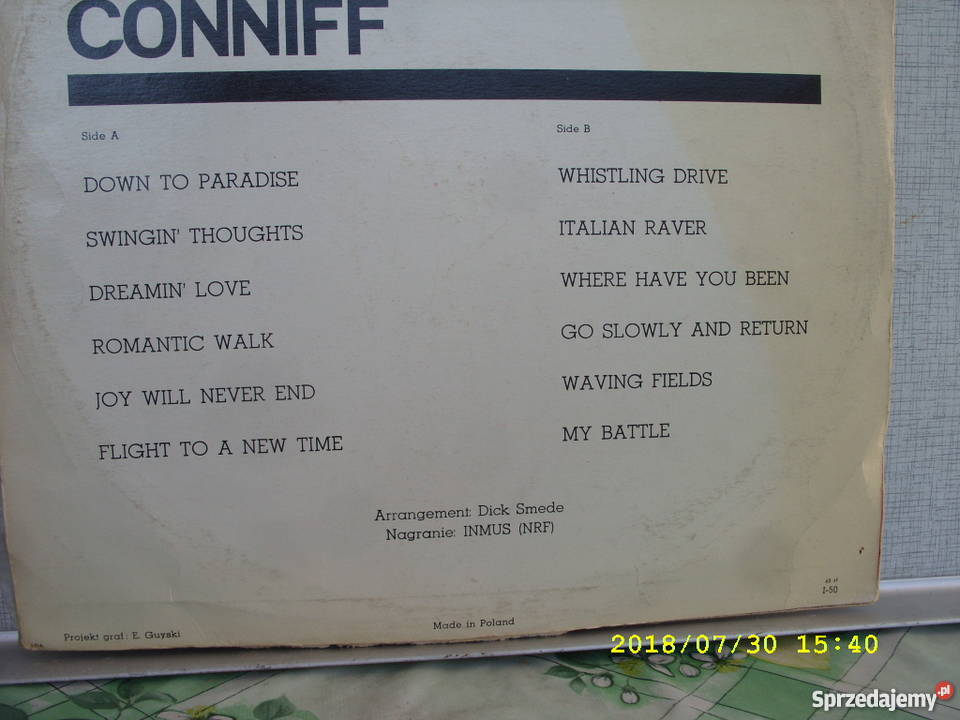 CONNIFF
Side A
DOWN TO PARADISE
SWINGIN' THOUGHTS
DREAMIN' LOVE
ROMANTIC WALK
JOY WILL NEVER END
FLIGHT TO A NEW TIME
Side B
WHISTLING DRIVE
ITALIAN RAVER
WHERE HAVE YOU BEEN
GO SLOWLY AND RETURN
WAVING FIELDS
MY BATTLE
Arrangement: Dick Smede
Nagranie: INMUS (NRF)
Projekt graf: E. Guyski
Made in Poland
65 zł
I-50
2018/07/30 15:40
Sprzedajemy.pl